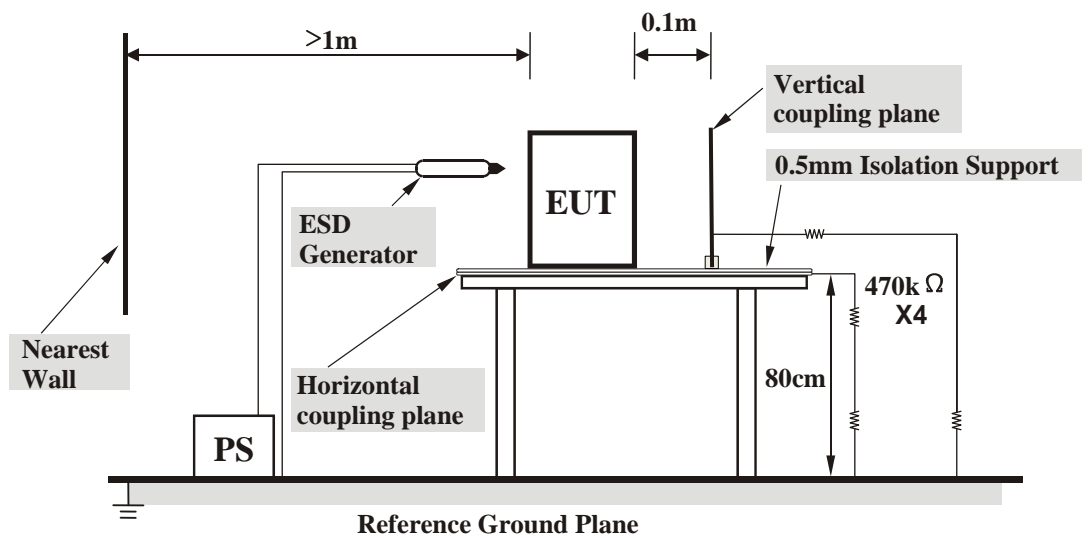 >1m
0.1m
Vertical
coupling plane
0.5mm Isolation Support
EUT
ESD
Generator
470k Ω
X4
Nearest
Wall
Horizontal
coupling plane
80cm
PS
Reference Ground Plane